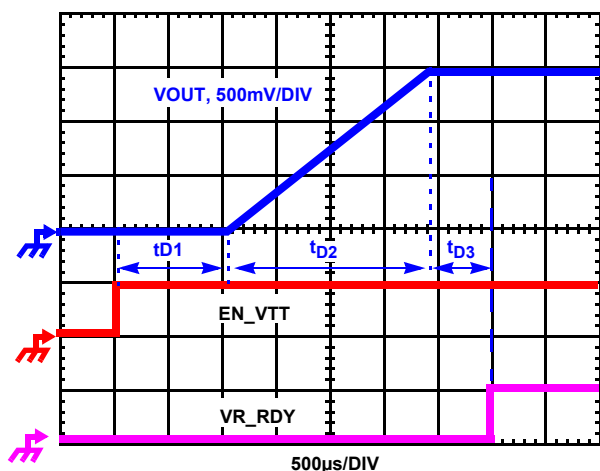 VOUT, 500mV/DIV
tD1
tD2
tD3
EN_VTT
VR_RDY
500µs/DIV